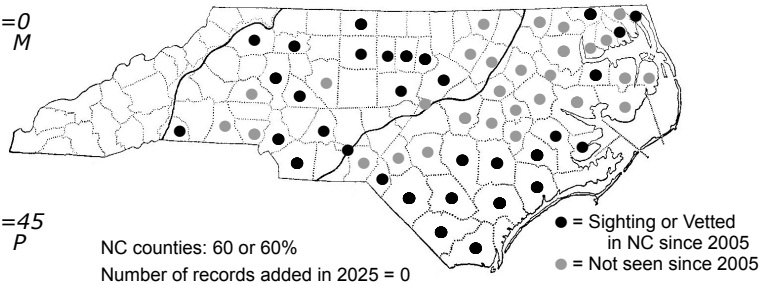 =0
M
=45
P
NC counties: 60 or 60%
Number of records added in 2025 = 0
= Sighting or Vetted
in NC since 2005
= Not seen since 2005